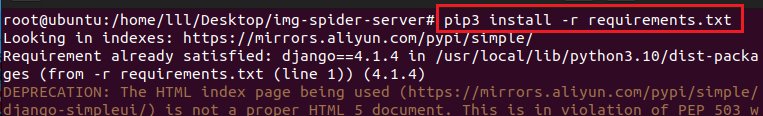 root@ubuntu:/home/lll/Desktop/img-spider-server# pip3 install -r requirements.txt
Looking in indexes: https://mirrors.aliyun.com/pypi/simple/
Requirement already satisfied: django==4.1.4 in /usr/local/lib/python3.10/dist-packa
ges (from -r requirements.txt (line 1)) (4.1.4)
DEPRECATION: The HTML index page being used (https://mirrors.aliyun.com/pypi/simple/
django-simpleui/) is not a proper HTML 5 document. This is in violation of PEP 503 w